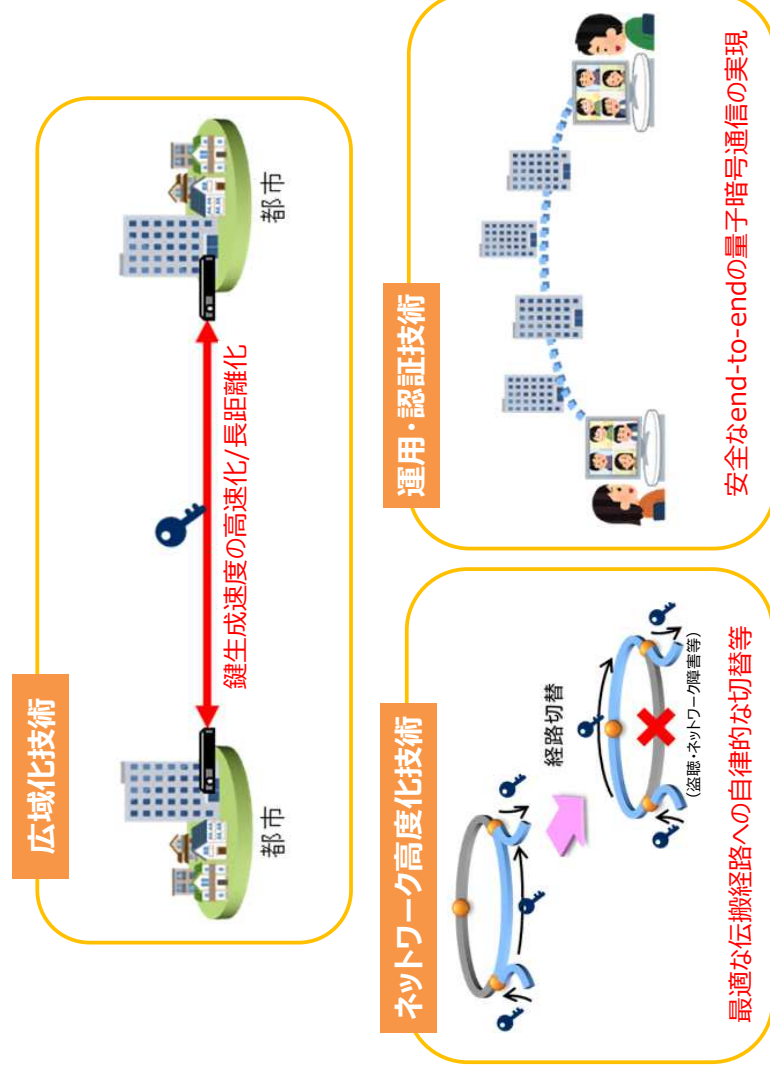 広域化技術
都市
都市
鍵生成速度の高速化/長距離化
ネットワーク高度化技術
経路切替
(盗聴・ネットワーク障害等)
最適な伝搬経路への自律的な切替等
運用・認証技術
安全なend-to-endの量子暗号通信の実現